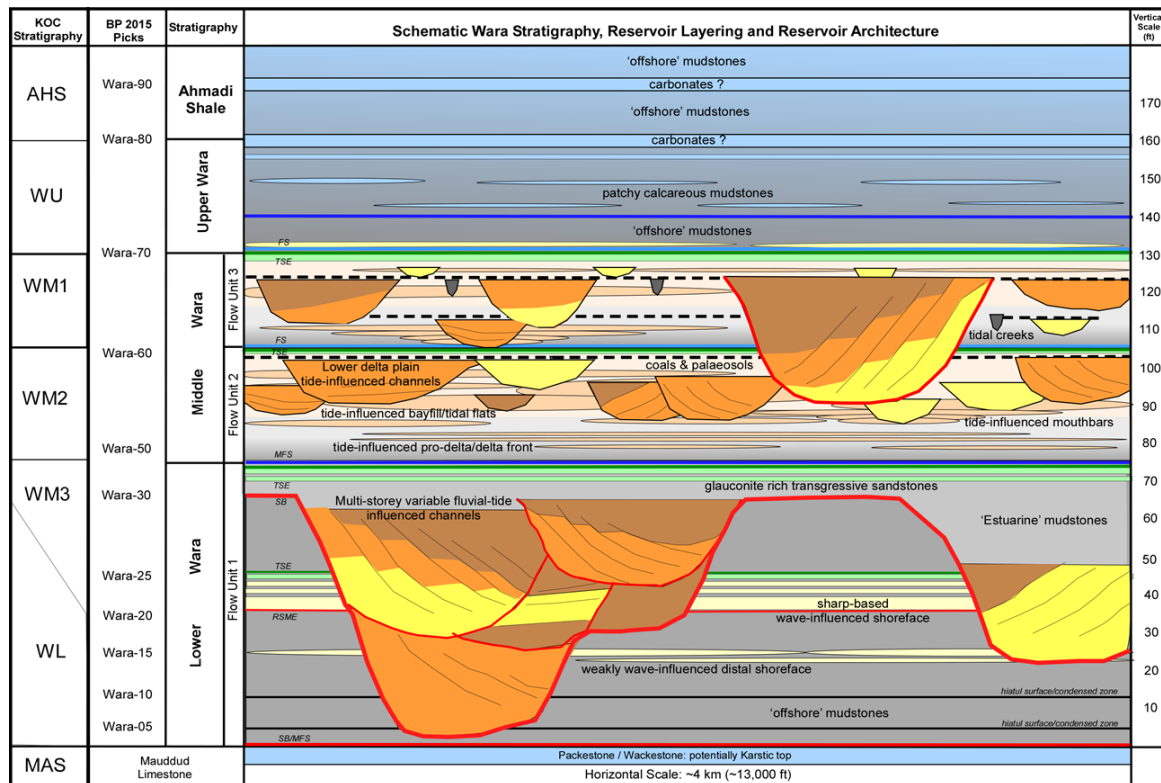 KOC
Stratigraphy
BP 2015
Picks
Stratigraphy
Schematic Wara Stratigraphy, Reservoir Layering and Reservoir Architecture
Vertical
Scale
(ft)
AHS
WU
WM1
WM2
WM3
WL
MAS
Wara-90
Wara-80
Wara-70
Wara-60
Wara-50
Wara-30
Wara-25
Wara-20
Wara-15
Wara-10
Wara-05
Mauddud
Limestone
Ahmadi
Shale
Upper Wara
Middle Wara
Flow Unit 3
Flow Unit 2
Lower Wara
Flow Unit 1
'offshore' mudstones
carbonates ?
'offshore' mudstones
carbonates ?
patchy calcareous mudstones
'offshore' mudstones
FS
TSE
tidal creeks
FS
TSE
Lower delta plain
tide-influenced channels
coals & palaeosols
tide-influenced bayfill/tidal flats
tide-influenced mouthbars
tide-influenced pro-delta/delta front
MFS
TSE
glauconite rich transgressive sandstones
SB
Multi-storey variable fluvial-tide
influenced channels
'Estuarine' mudstones
TSE
sharp-based
RSME
wave-influenced shoreface
weakly wave-influenced distal shoreface
hiatul surface/condensed zone
'offshore' mudstones
hiatul surface/condensed zone
SB/MFS
Packestone / Wackestone: potentially Karstic top
Horizontal Scale: ~4 km (~13,000 ft)
170
160
150
140
130
120
110
100
90
80
70
60
50
40
30
20
10